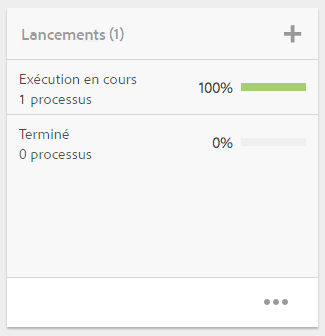 Lancements (1)
Exécution en cours
1 processus
100%
Terminé
0 processus
0%